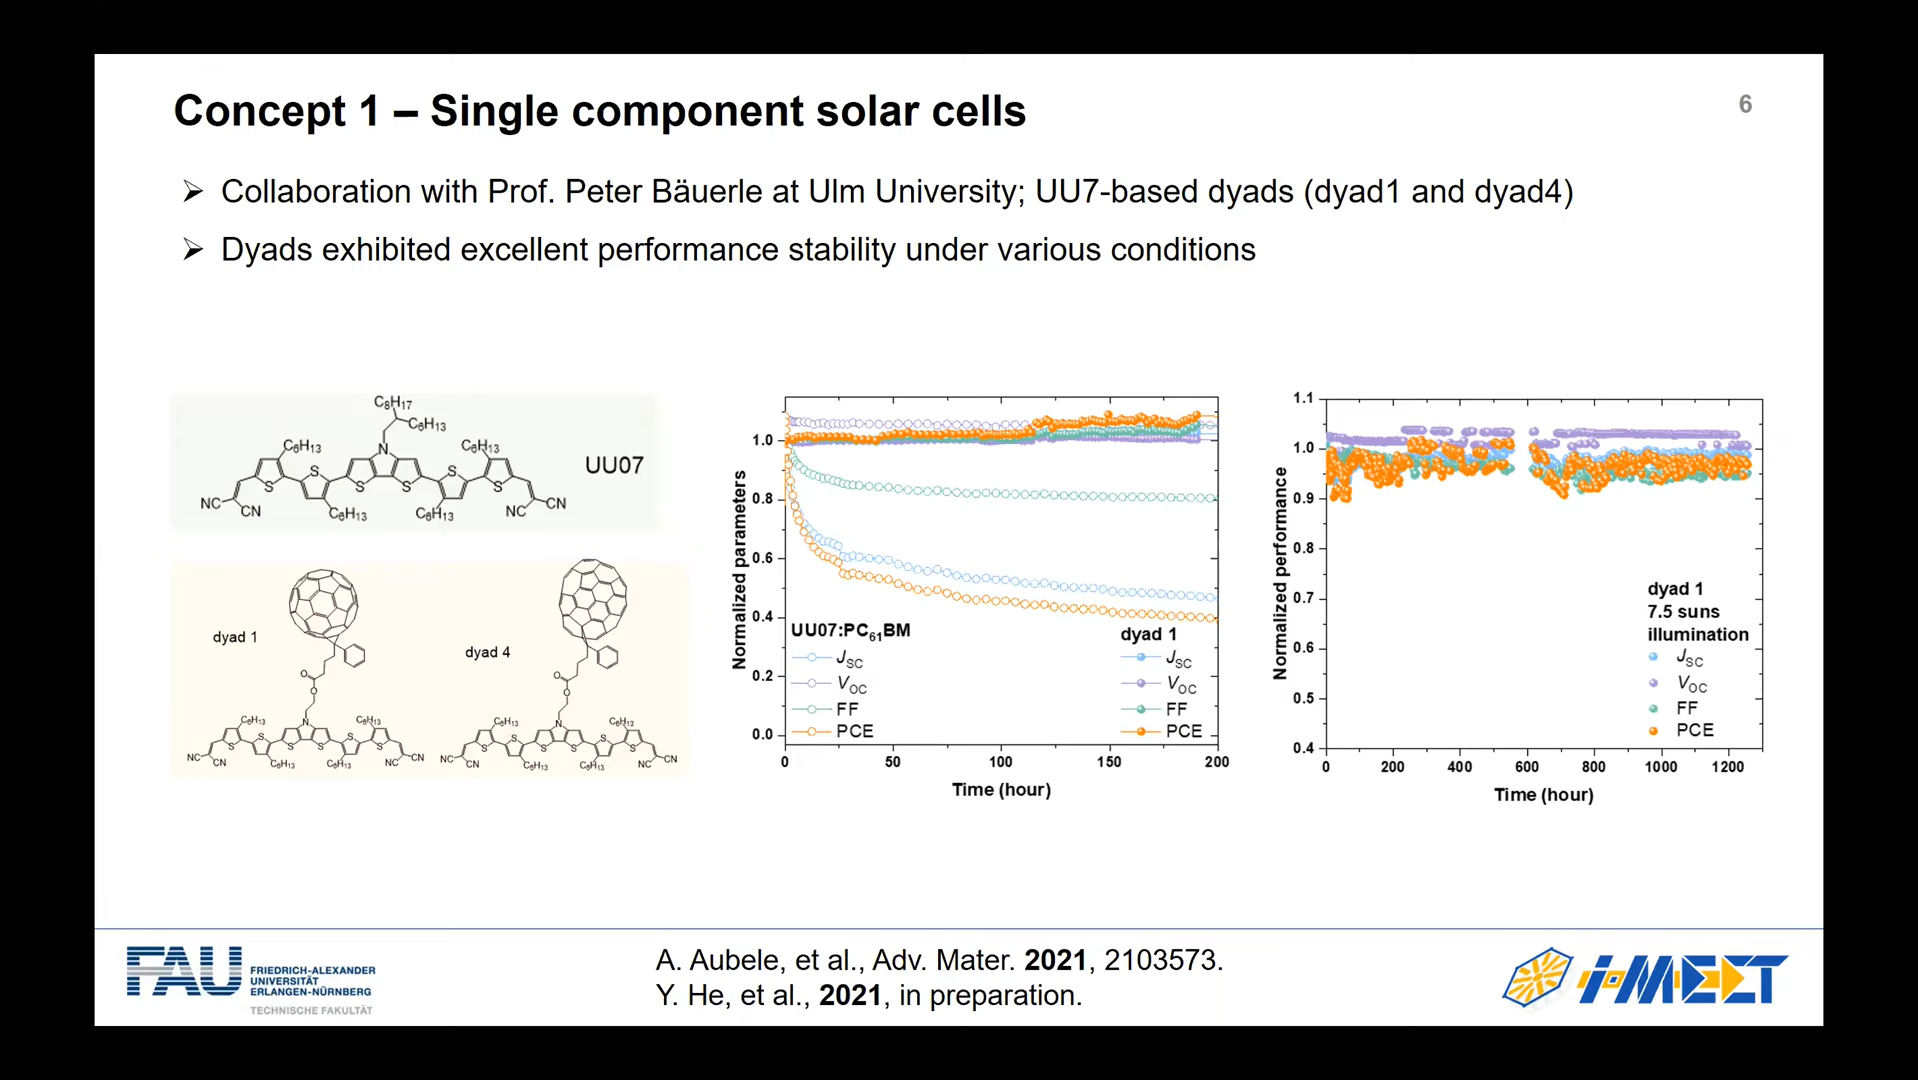 Concept 1 – Single component solar cells
6
➢ Collaboration with Prof. Peter Bäuerle at Ulm University; UU7-based dyads (dyad1 and dyad4)
➢ Dyads exhibited excellent performance stability under various conditions
C8H17
C6H13
C6H13
N
C6H13
S
S
S
S
S
S
NC
CN
C6H13
C6H13
NC
CN
UU07
dyad 1
O
O
N
C6H13
C6H13
S
S
S
S
S
S
NC
CN
C6H13
C6H13
NC
CN
dyad 4
O
O
N
C6H13
C6H13
S
S
S
S
S
S
NC
CN
C6H13
C6H13
NC
CN
Normalized parameters
1.0
0.8
0.6
0.4
0.2
0.0
UU07:PC61BM
JSC
VOC
FF
PCE
dyad 1
JSC
VOC
FF
PCE
0 50 100 150 200
Time (hour)
Normalized performance
1.1
1.0
0.9
0.8
0.7
0.6
0.5
0.4
dyad 1
7.5 suns
illumination
JSC
VOC
FF
PCE
0 200 400 600 800 1000 1200
Time (hour)
FAU
FRIEDRICH-ALEXANDER
UNIVERSITÄT
ERLANGEN-NÜRNBERG
TECHNISCHE FAKULTÄT
A. Aubele, et al., Adv. Mater. 2021, 2103573.
Y. He, et al., 2021, in preparation.
i-MEET